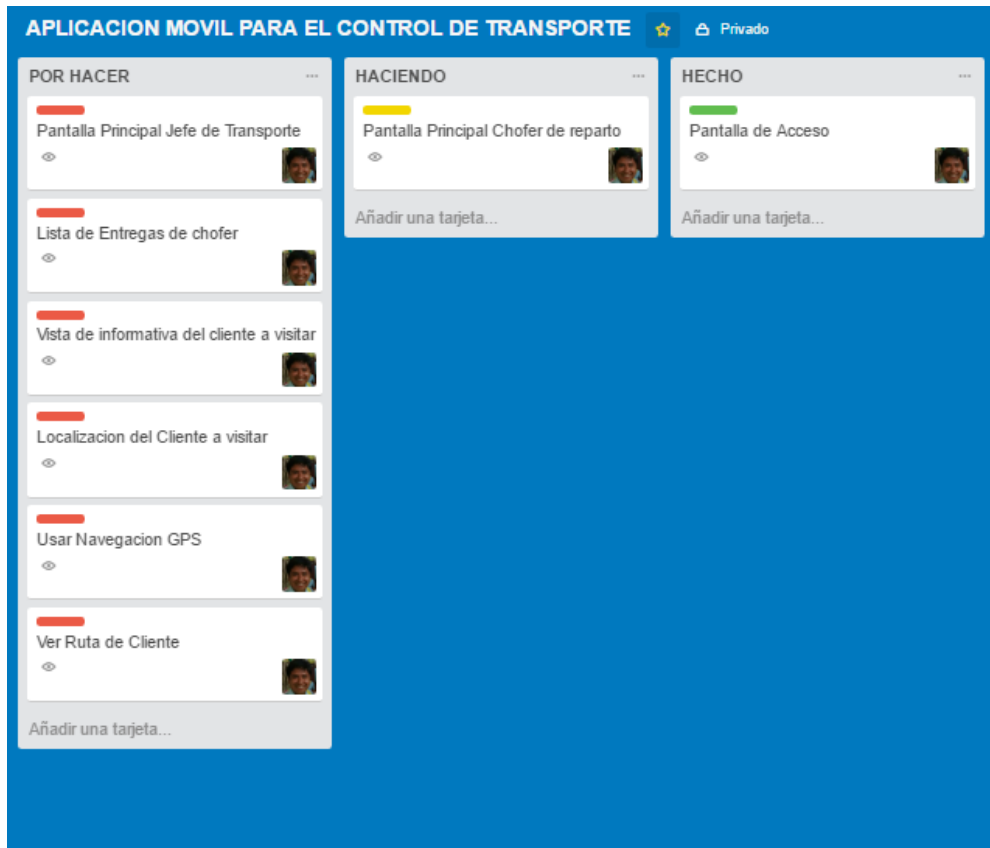 APLICACION MOVIL PARA EL CONTROL DE TRANSPORTE Privado
POR HACER
Pantalla Principal Jefe de Transporte
Lista de Entregas de chofer
Vista de informativa del cliente a visitar
Localizacion del Cliente a visitar
Usar Navegacion GPS
Ver Ruta de Cliente
Añadir una tarjeta...
HACIENDO
Pantalla Principal Chofer de reparto
Añadir una tarjeta...
HECHO
Pantalla de Acceso
Añadir una tarjeta...